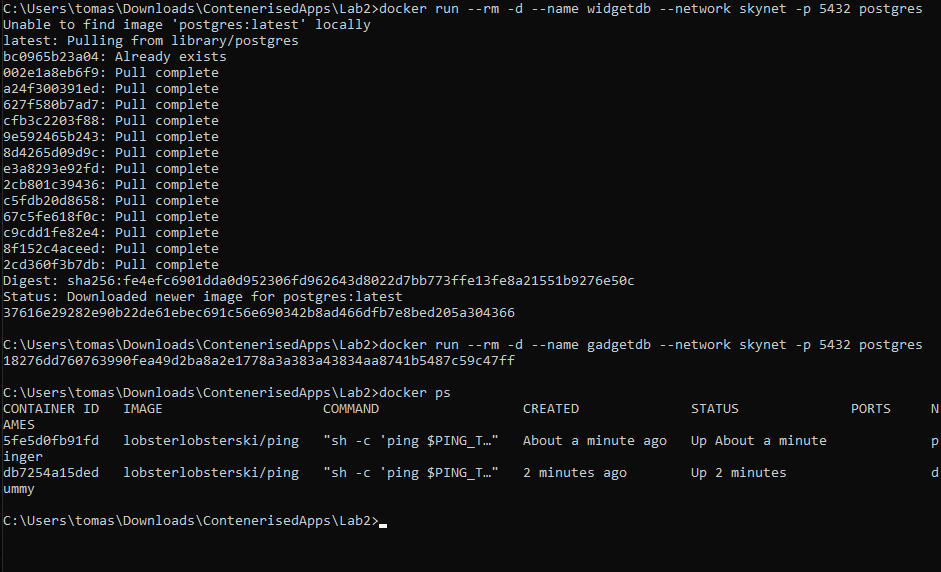 C:\Users\tomas\Downloads\ContenerisedApps\Lab2>docker run --rm -d --name widgetdb --network skynet -p 5432 postgres
Unable to find image 'postgres:latest' locally
latest: Pulling from library/postgres
bc0965b23a04: Already exists
002e1a8eb6f9: Pull complete
a24f300391ed: Pull complete
627f580b7ad7: Pull complete
cfb3c2203f88: Pull complete
9e592465b243: Pull complete
8d4265d09d9c: Pull complete
e3a8293e92fd: Pull complete
2cb801c39436: Pull complete
c5fdb20d8658: Pull complete
67c5fe618f0c: Pull complete
c9cdd1fe82e4: Pull complete
8f152c4aceed: Pull complete
2cd360f3b7db: Pull complete
Digest: sha256:fe4efc6901dda0d952306fd962643d8022d7bb773ffe13fe8a21551b9276e50c
Status: Downloaded newer image for postgres:latest
37616e29282e90b22de61ebec691c56e690342b8ad466dfb7e8bed205a304366
C:\Users\tomas\Downloads\ContenerisedApps\Lab2>docker run --rm -d --name gadgetdb --network skynet -p 5432 postgres
18276dd760763990fea49d2ba8a2e1778a3a383a43834aa8741b5487c59c47ff
C:\Users\tomas\Downloads\ContenerisedApps\Lab2>docker ps
CONTAINER ID   IMAGE                    COMMAND                  CREATED              STATUS              PORTS     N
AMES
5fe5d0fb91fd   lobsterlobsterski/ping   "sh -c 'ping $PING_T…"   About a minute ago   Up About a minute             p
inger
db7254a15ded   lobsterlobsterski/ping   "sh -c 'ping $PING_T…"   2 minutes ago        Up 2 minutes                  d
ummy
C:\Users\tomas\Downloads\ContenerisedApps\Lab2>